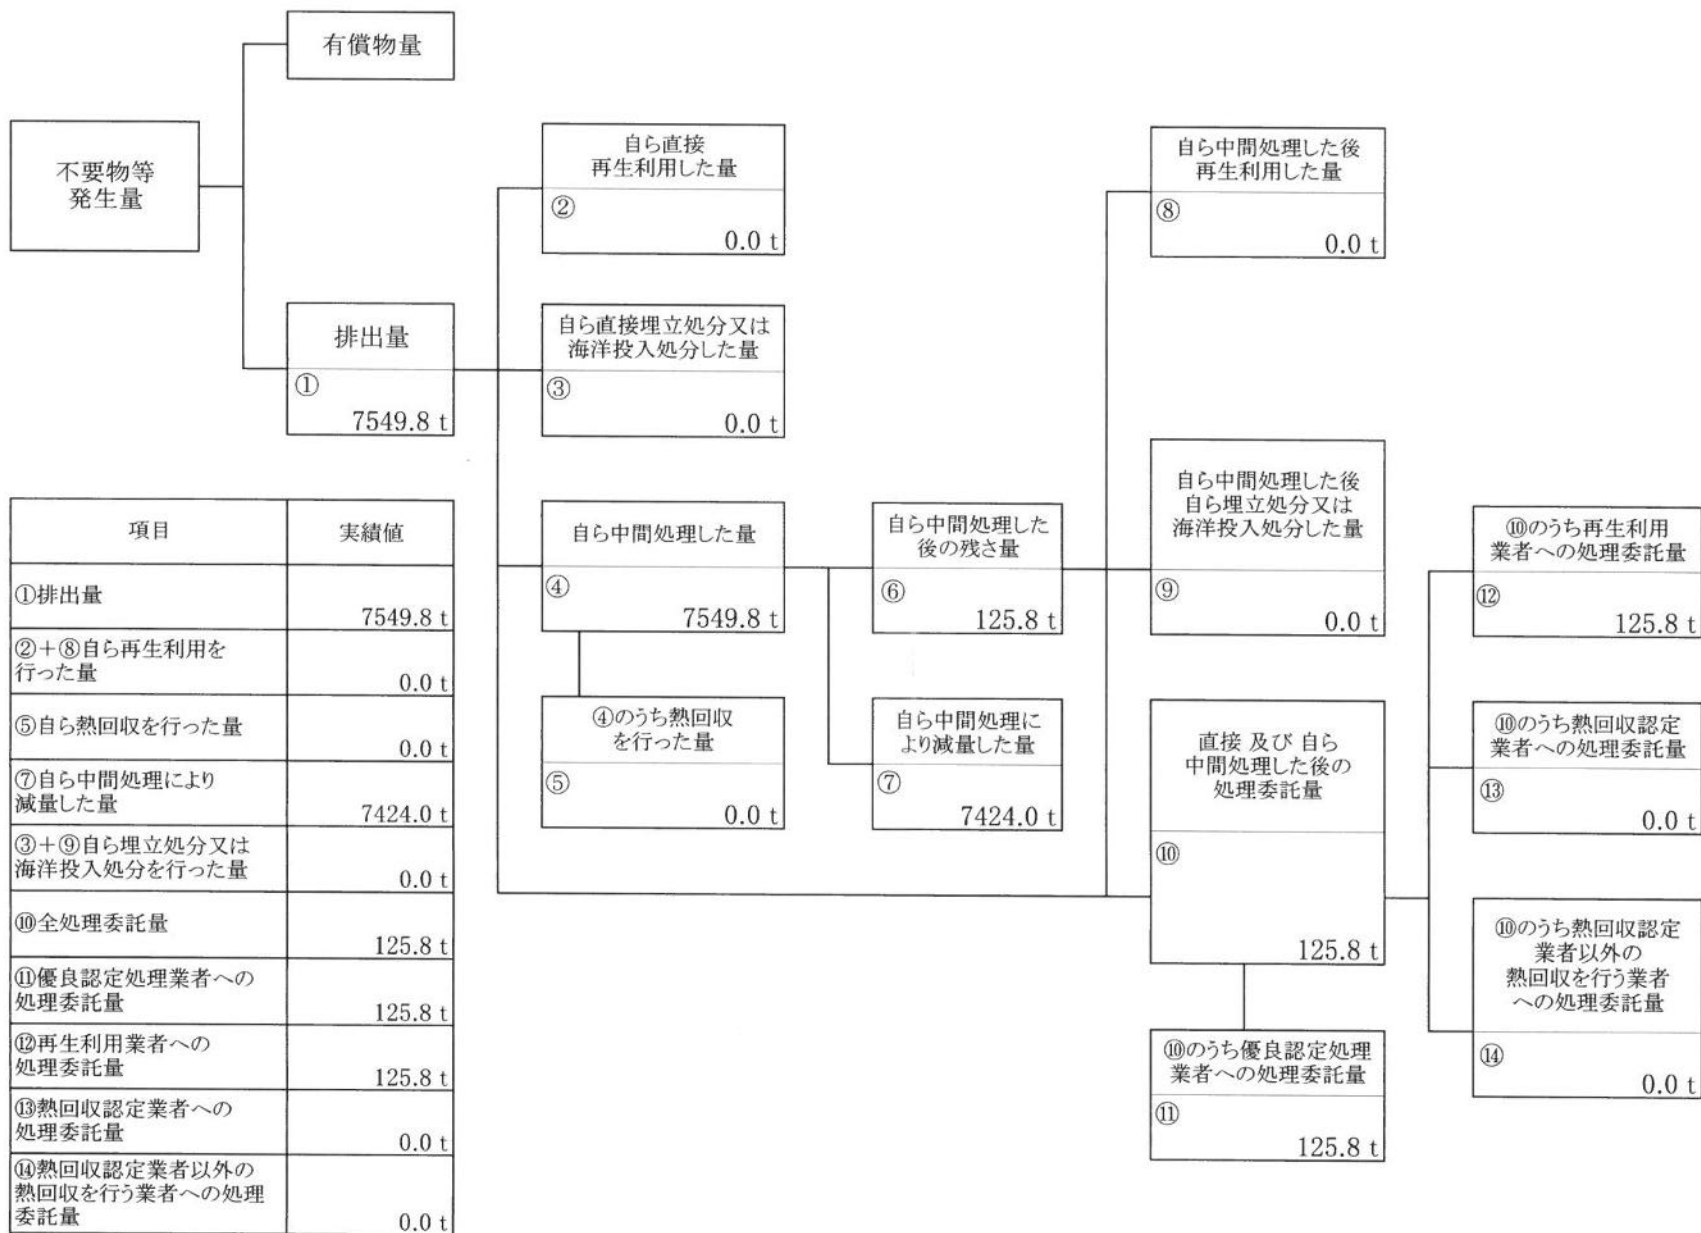 有償物量
不要物等
発生量
自ら直接
再生利用した量
②
0.0 t
自ら中間処理した後
再生利用した量
⑧
0.0 t
排出量
①
7549.8 t
自ら直接埋立処分又は
海洋投入処分した量
③
0.0 t
自ら中間処理した量
④
7549.8 t
自ら中間処理した
後の残さ量
⑥
125.8 t
自ら中間処理した後
自ら埋立処分又は
海洋投入処分した量
⑨
0.0 t
⑩のうち再生利用
業者への処理委託量
⑫
125.8 t
④のうち熱回収
を行った量
⑤
0.0 t
自ら中間処理に
より減量した量
⑦
7424.0 t
直接 及び 自ら
中間処理した後の
処理委託量
⑩
125.8 t
⑩のうち熱回収認定
業者への処理委託量
⑬
0.0 t
⑩のうち熱回収認定
業者以外の
熱回収を行う業者
への処理委託量
⑭
0.0 t
⑩のうち優良認定処理
業者への処理委託量
⑪
125.8 t
項目 実績値
①排出量
7549.8 t
②+⑧自ら再生利用を
行った量
0.0 t
⑤自ら熱回収を行った量
0.0 t
⑦自ら中間処理により
減量した量
7424.0 t
③+⑨自ら埋立処分又は
海洋投入処分を行った量
0.0 t
⑩全処理委託量
125.8 t
⑪優良認定処理業者への
処理委託量
125.8 t
⑫再生利用業者への
処理委託量
125.8 t
⑬熱回収認定業者への
処理委託量
0.0 t
⑭熱回収認定業者以外の
熱回収を行う業者への処理
委託量
0.0 t